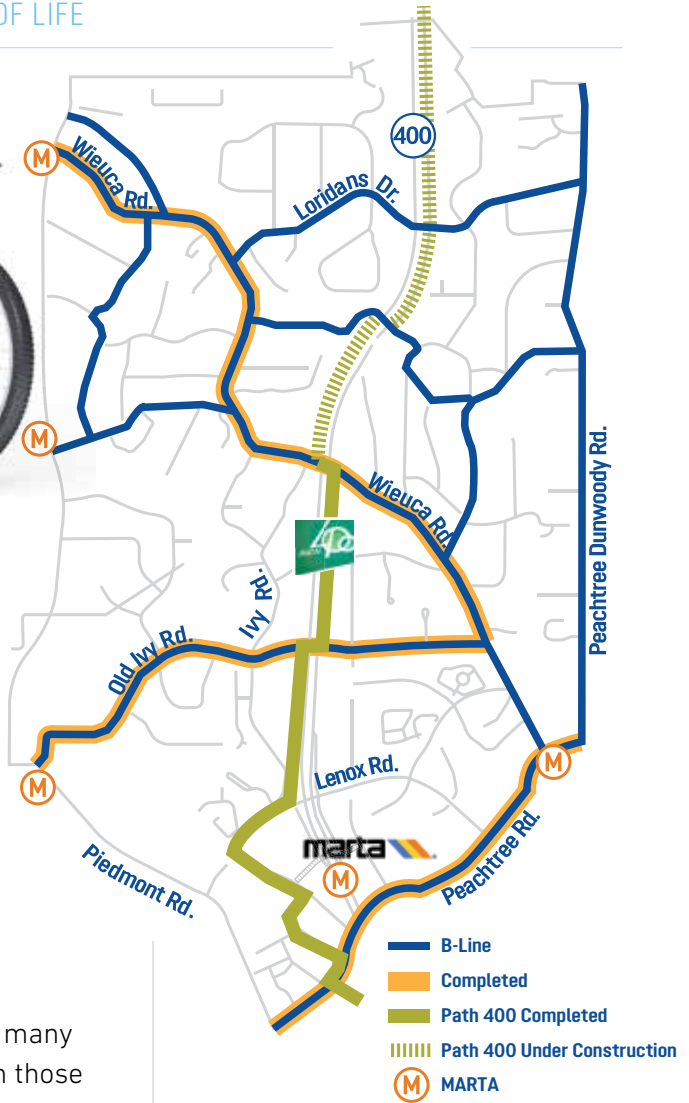 OF LIFE
400
M
Wieuca Rd.
Loridans Dr.
M
Wieuca Rd.
Peachtree Dunwoody Rd.
400
Ivy Rd.
Old Ivy Rd.
M
M
Lenox Rd.
marta
M
Peachtree Rd.
Piedmont Rd.
B-Line
Completed
Path 400 Completed
Path 400 Under Construction
M MARTA
many
n those